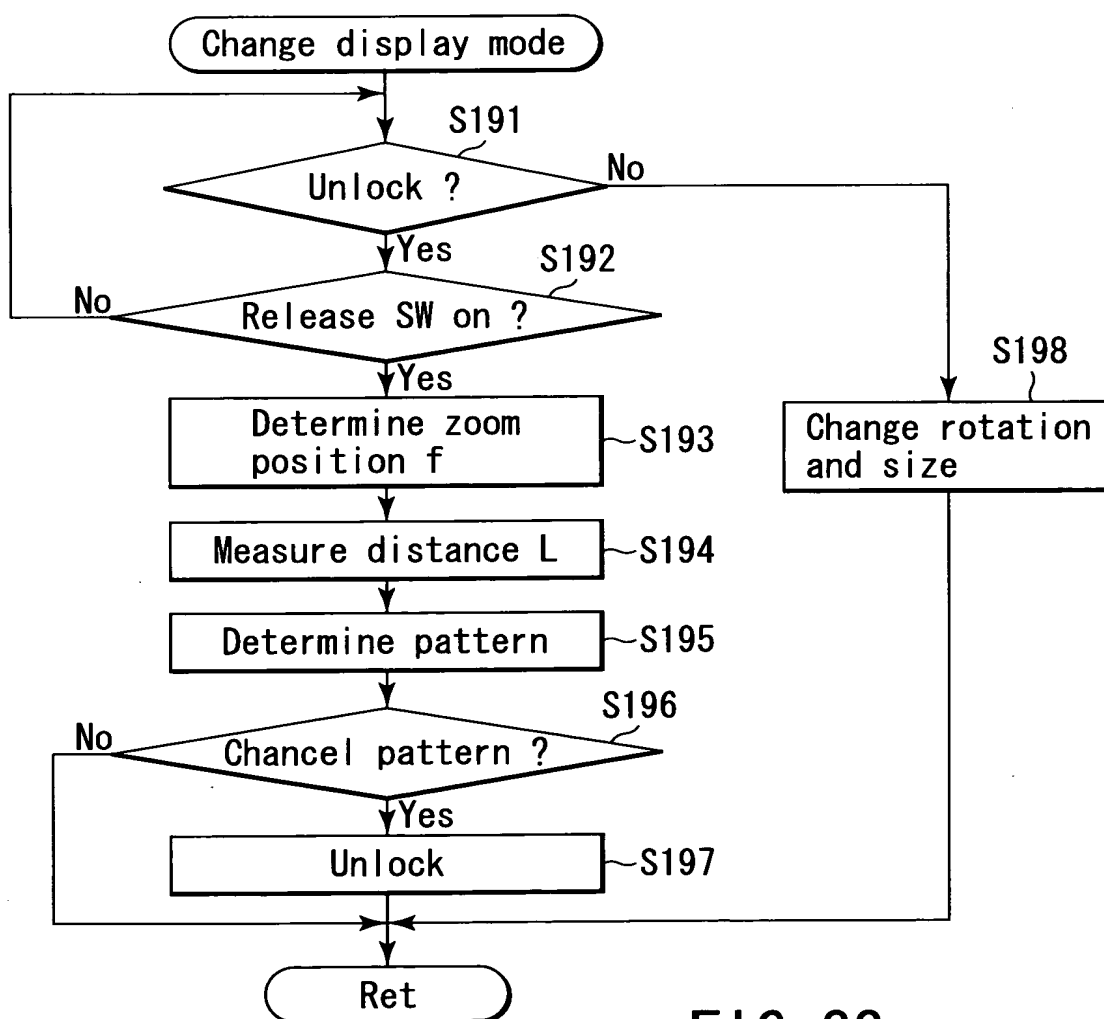 Change display mode
S191
Unlock ?
No
Yes
S192
No
Release SW on ?
Yes
S198
Determine zoom
position f
S193
Change rotation
and size
Measure distance L
S194
Determine pattern
S195
S196
No
Chancel pattern ?
Yes
Unlock
S197
Ret